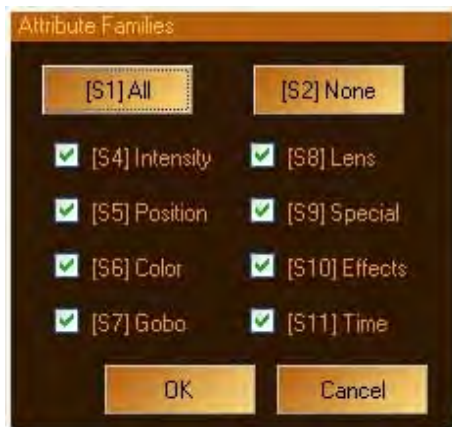 Attribute Families
[S1] All [S2] None
[S4] Intensity [S8] Lens
[S5] Position [S9] Special
[S6] Color [S10] Effects
[S7] Gobo [S11] Time
OK Cancel